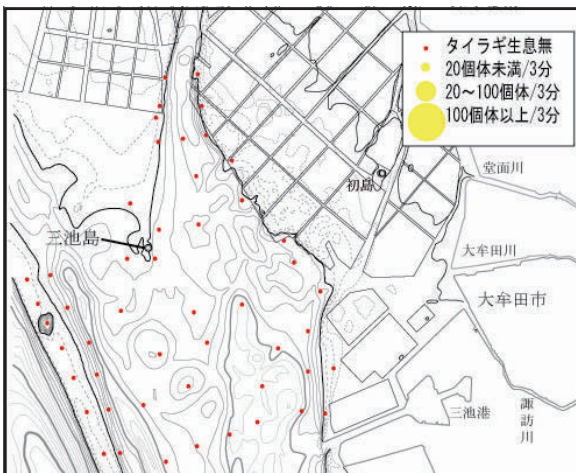 タイラギ生息無
20個体未満/3分
20～100個体/3分
100個体以上/3分
堂面川
初島
三池島
大牟田川
大牟田市
三池港
諏訪川